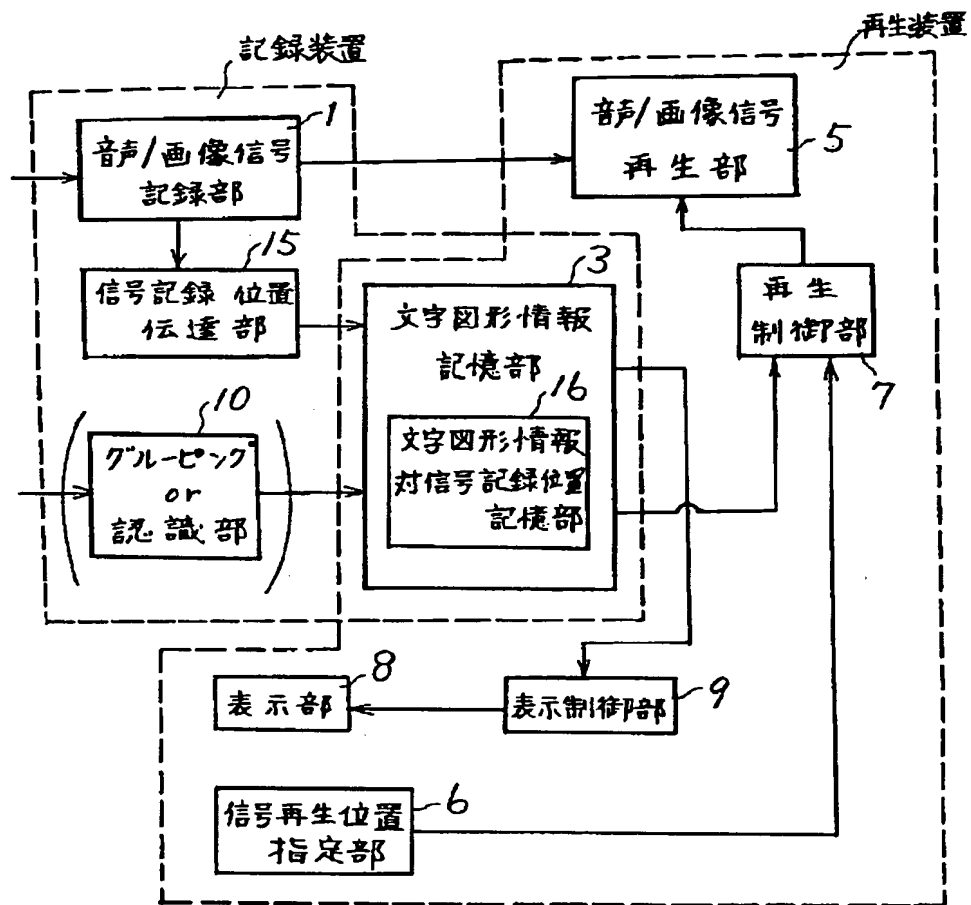 記録装置
再生装置
1
音声/画像信号
記録部
音声/画像信号
再生部
5
15
信号記録 位置
伝達部
3
文字図形情報
記憶部
再生
制御部
7
10
グルーピング
or
認識部
16
文字図形情報
対信号記録位置
記憶部
8
表示部
表示制御部
9
信号再生位置
指定部
6